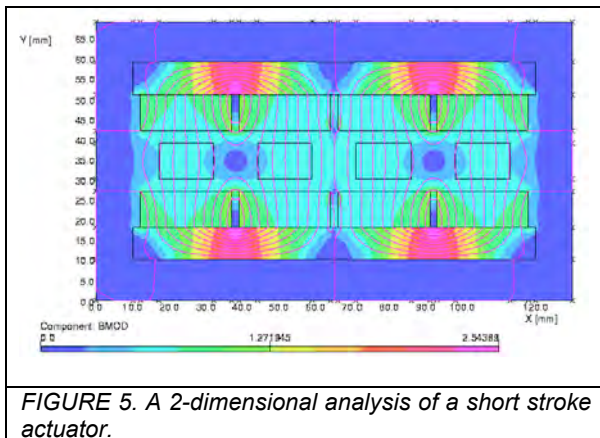 Y [mm]
65.0
60.0
55.0
50.0
45.0
40.0
35.0
30.0
25.0
20.0
15.0
10.0
5.0
0.0
0.0 10.0 20.0 30.0 40.0 50.0 60.0 70.0 80.0 90.0 100.0 120.0
X [mm]
Component: BMOD
0.0 1.271945 2.54389
FIGURE 5. A 2-dimensional analysis of a short stroke
actuator.